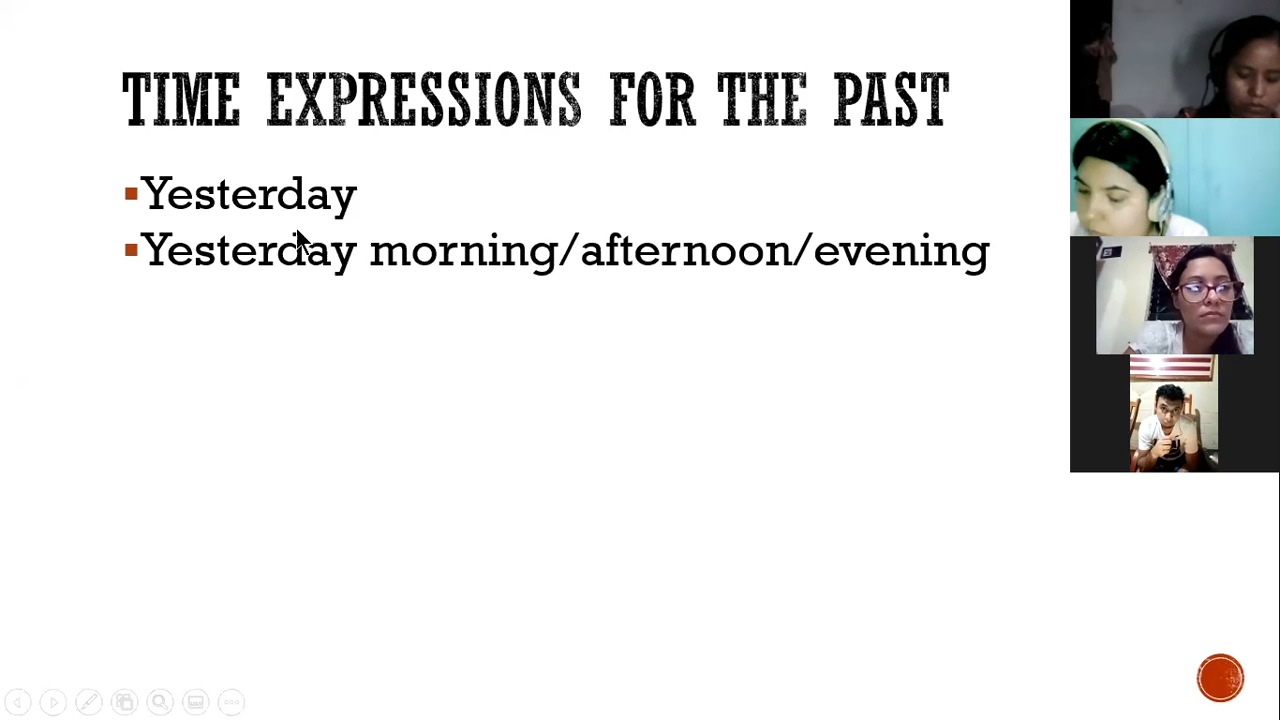 TIME EXPRESSIONS FOR THE PAST
Yesterday
Yesterday morning/afternoon/evening